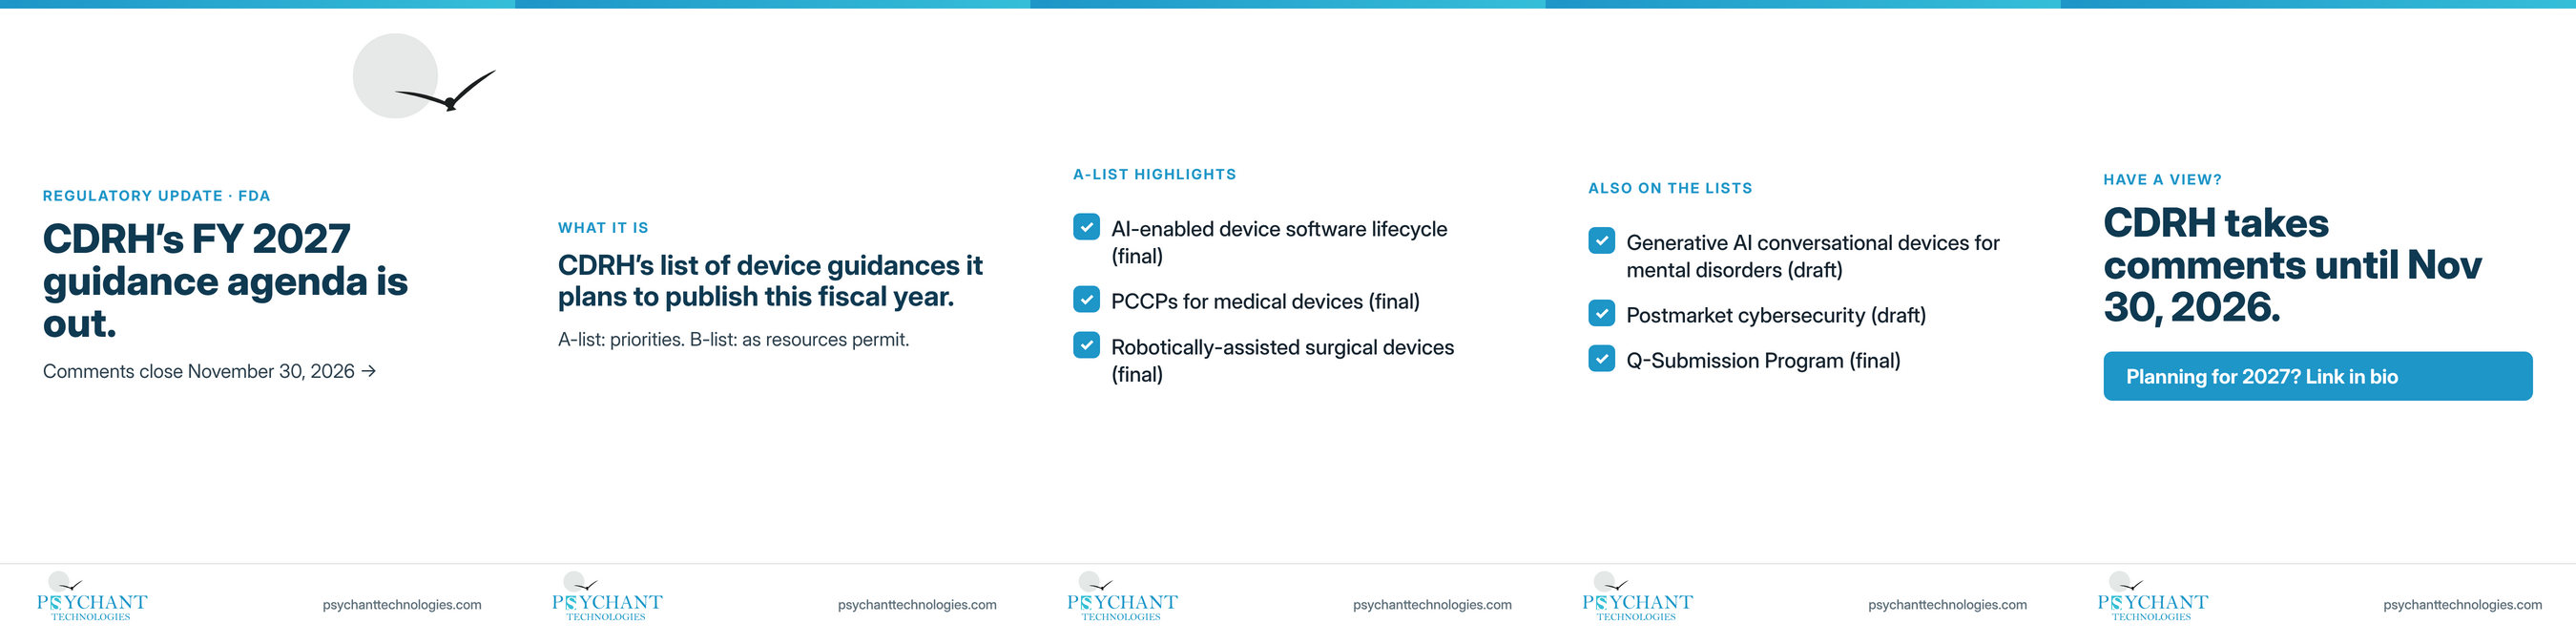 REGULATORY UPDATE · FDA
CDRH’s FY 2027
guidance agenda is
out.
Comments close November 30, 2026 →
PSYCHANT
TECHNOLOGIES
psychanttechnologies.com
WHAT IT IS
CDRH’s list of device guidances it
plans to publish this fiscal year.
A-list: priorities. B-list: as resources permit.
PSYCHANT
TECHNOLOGIES
psychanttechnologies.com
A-LIST HIGHLIGHTS
AI-enabled device software lifecycle
(final)
PCCPs for medical devices (final)
Robotically-assisted surgical devices
(final)
PSYCHANT
TECHNOLOGIES
psychanttechnologies.com
ALSO ON THE LISTS
Generative AI conversational devices for
mental disorders (draft)
Postmarket cybersecurity (draft)
Q-Submission Program (final)
PSYCHANT
TECHNOLOGIES
psychanttechnologies.com
HAVE A VIEW?
CDRH takes
comments until Nov
30, 2026.
Planning for 2027? Link in bio
PSYCHANT
TECHNOLOGIES
psychanttechnologies.com